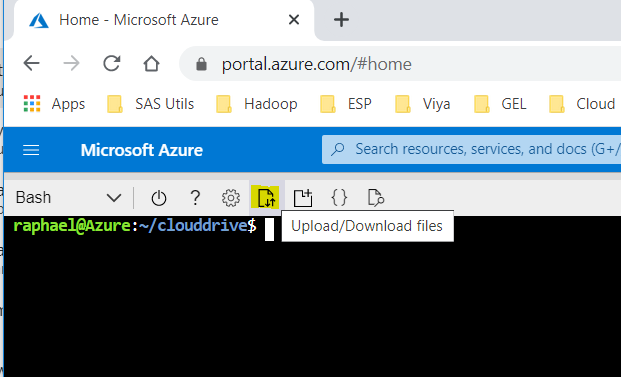 Home - Microsoft Azure
portal.azure.com/#home
Apps SAS Utils Hadoop ESP Viya GEL Cloud
Microsoft Azure Search resources, services, and docs (G+/
Bash ? {}
raphael@Azure:~/clouddrive$
Upload/Download files